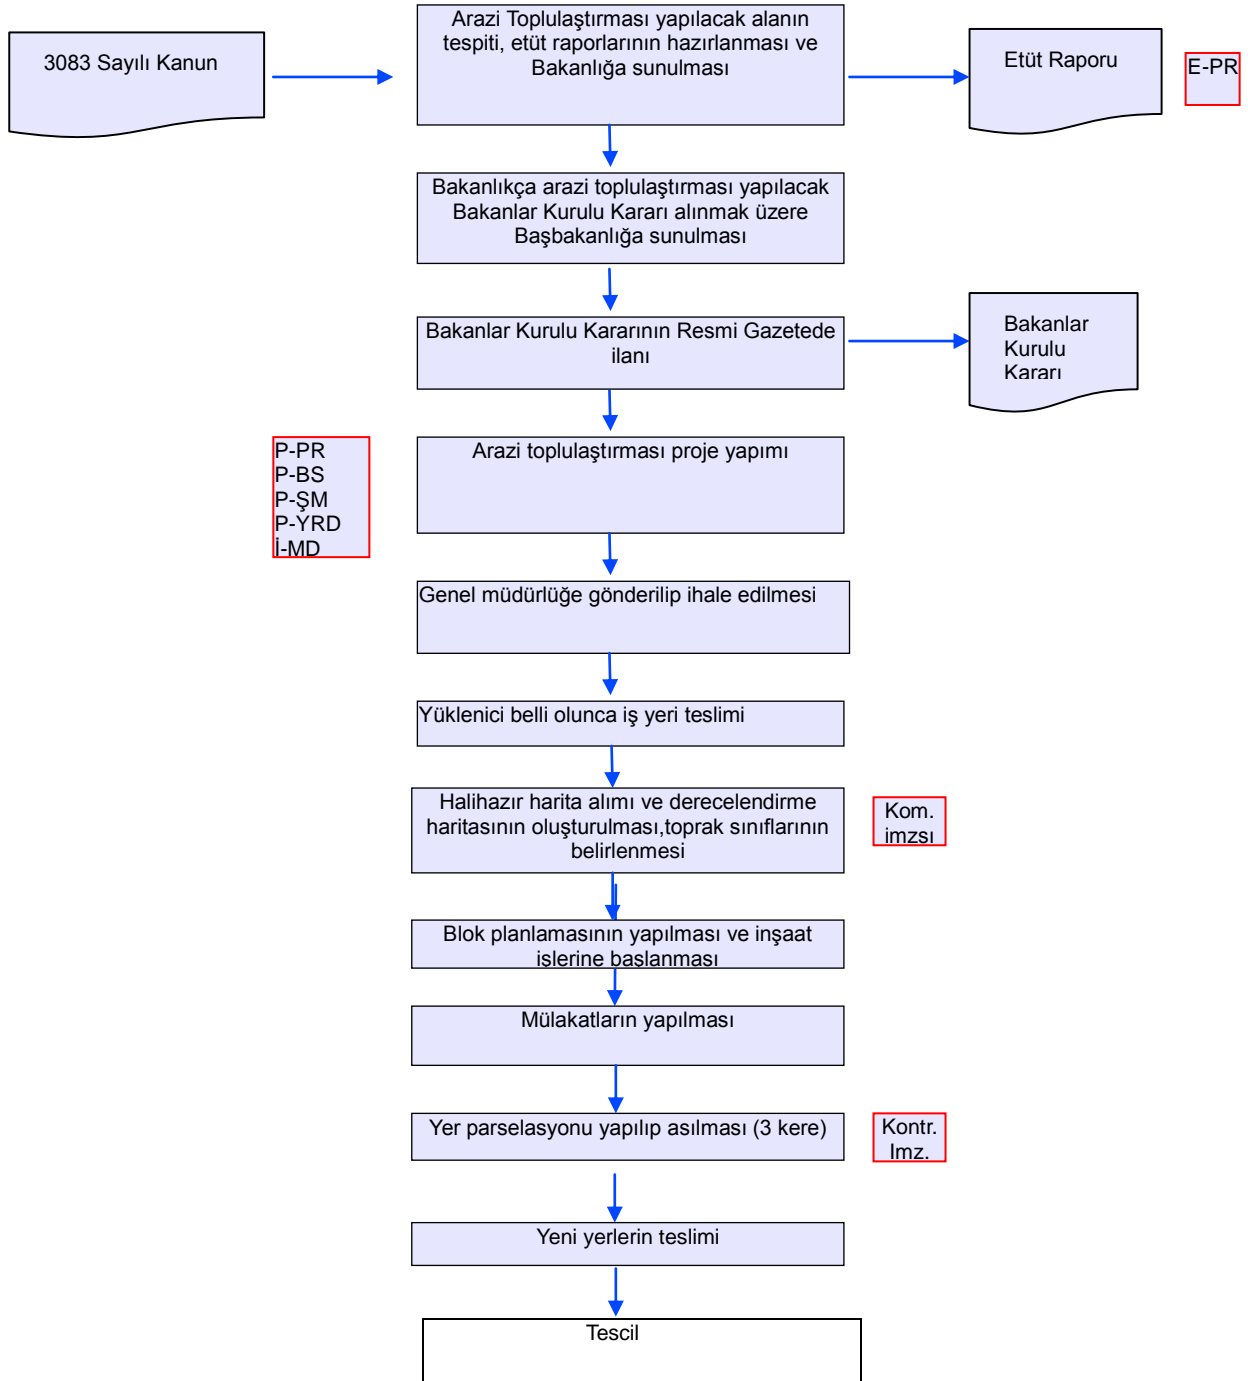 3083 Sayılı Kanun
Arazi Toplulaştırması yapılacak alanın
tespiti, etüt raporlarının hazırlanması ve
Bakanlığa sunulması
Etüt Raporu
E-PR
Bakanlıkça arazi toplulaştırması yapılacak
Bakanlar Kurulu Kararı alınmak üzere
Başbakanlığa sunulması
Bakanlar Kurulu Kararının Resmi Gazetede
ilanı
Bakanlar
Kurulu
Kararı
P-PR
P-BS
P-ŞM
P-YRD
İ-MD
Arazi toplulaştırması proje yapımı
Genel müdürlüğe gönderilip ihale edilmesi
Yüklenici belli olunca iş yeri teslimi
Halihazır harita alımı ve derecelendirme
haritasının oluşturulması,toprak sınıflarının
belirlenmesi
Kom.
imzsı
Blok planlamasının yapılması ve inşaat
işlerine başlanması
Mülakatların yapılması
Yer parselasyonu yapılıp asılması (3 kere)
Kontr.
Imz.
Yeni yerlerin teslimi
Tescil